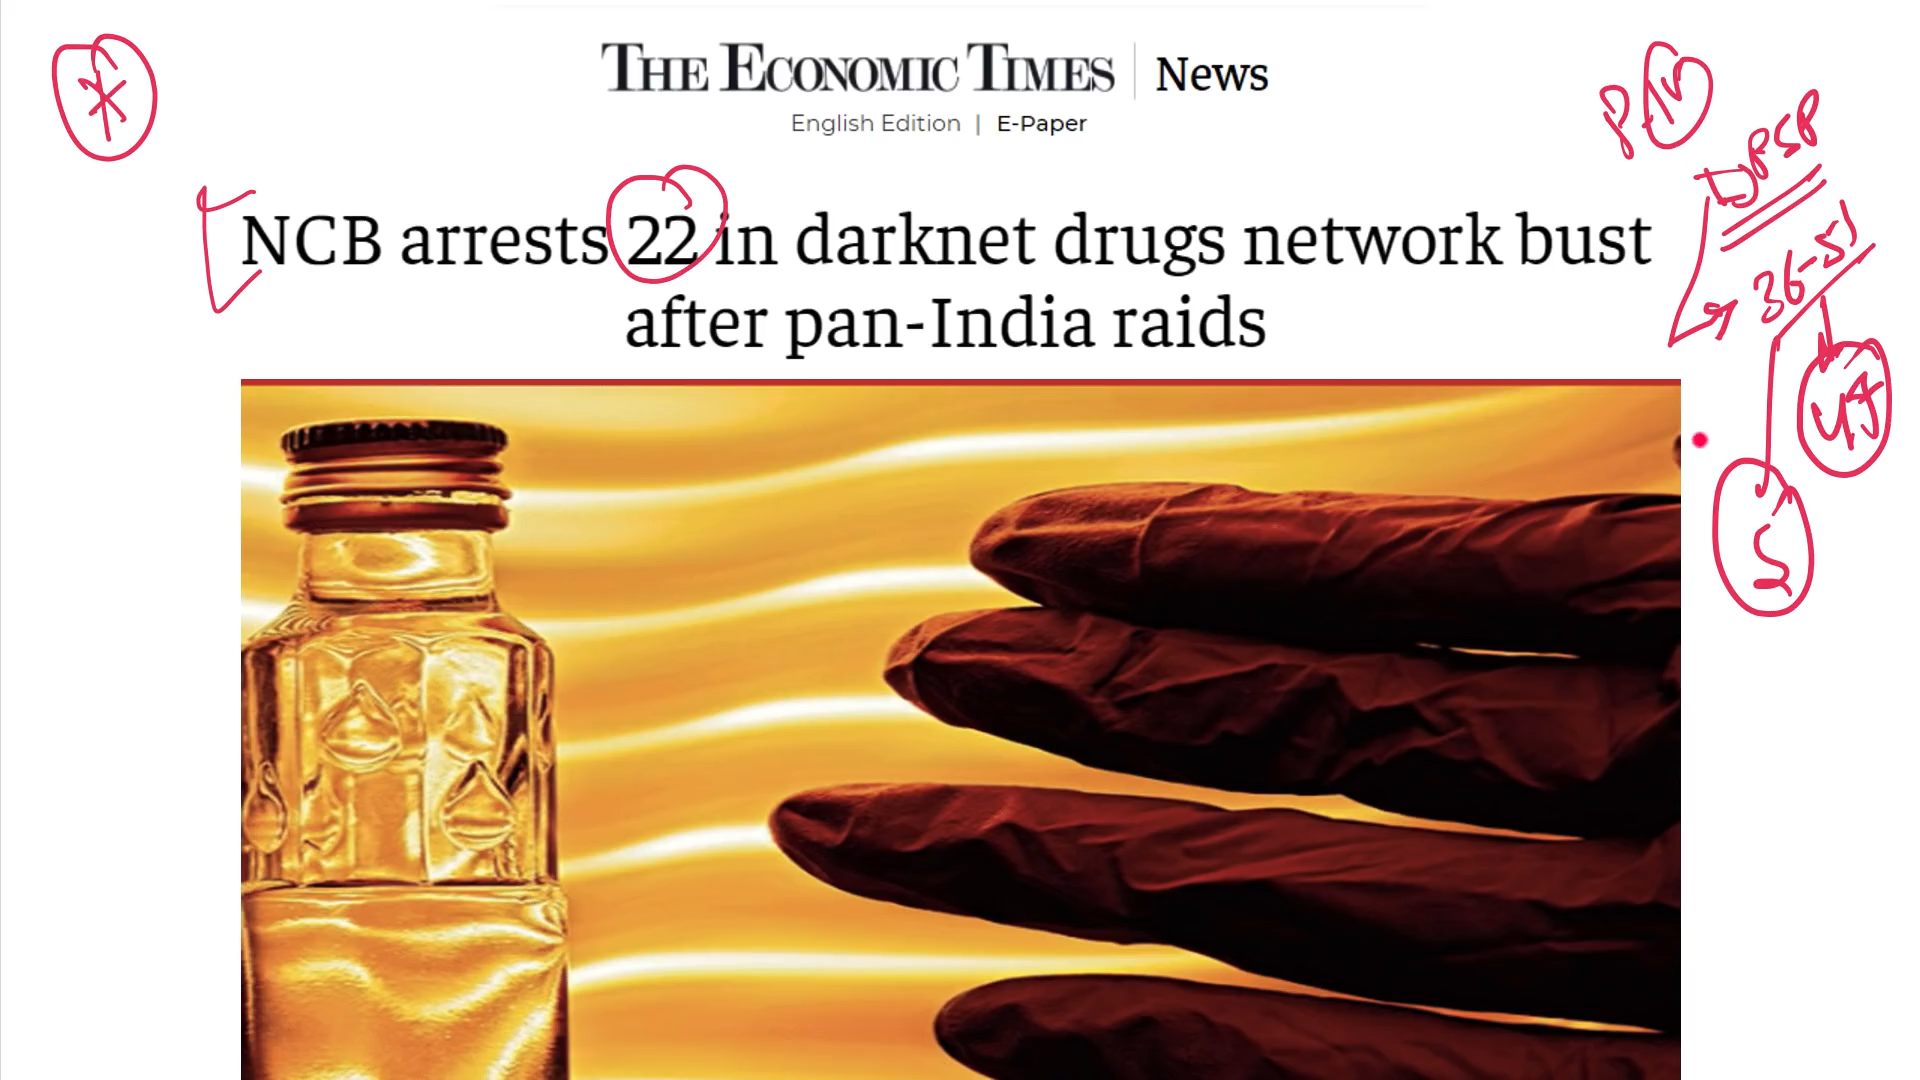 THE ECONOMIC TIMES | News
English Edition | E-Paper
NCB arrests 22 in darknet drugs network bust
after pan-India raids
P-IV
DPSP
36-51
47